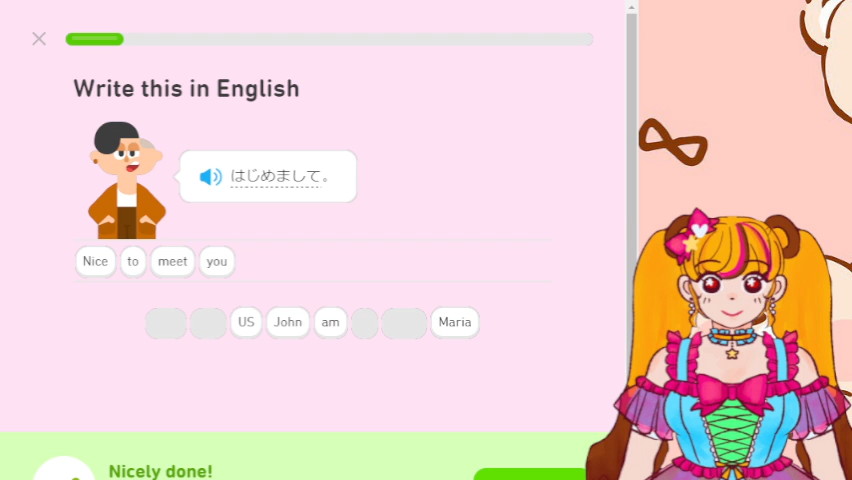 Write this in English
はじめまして。
Nice to meet you
US John am Maria
Nicely done!